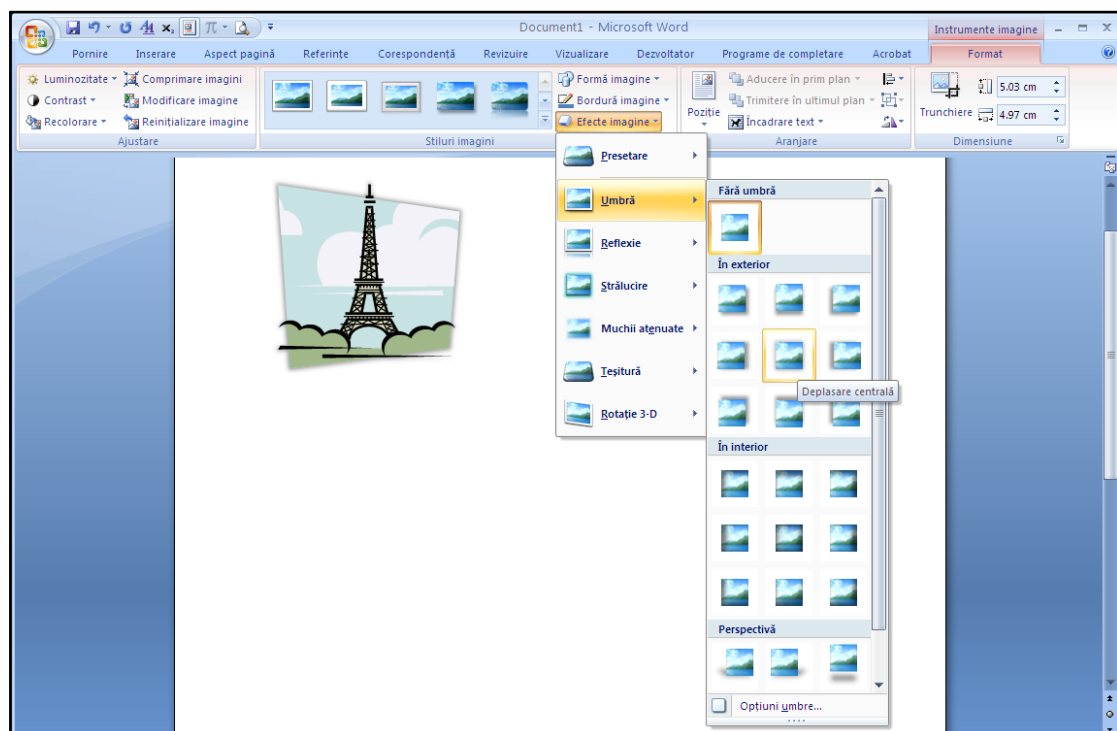 Document1 - Microsoft Word
Instrumente imagine
Pornire Inserare Aspect pagină Referințe Corespondență Revizuire Vizualizare Dezvoltator Programe de completare Acrobat Format
Luminozitate Comprimare imagini Formă imagine Aducere în prim plan 5.03 cm
Contrast Modificare imagine Bordură imagine Trimitere în ultimul plan
Poziție Trunchiere 4.97 cm
Recolorare Reinițializare imagine Efecte imagine Încadrare text
Ajustare Stiluri imagini Aranjare Dimensiune
Presetare
Umbră
Reflexie
Strălucire
Muchii atenuate
Teșitură
Rotație 3-D
Fără umbră
În exterior
Deplasare centrală
În interior
Perspectivă
Opțiuni umbre...